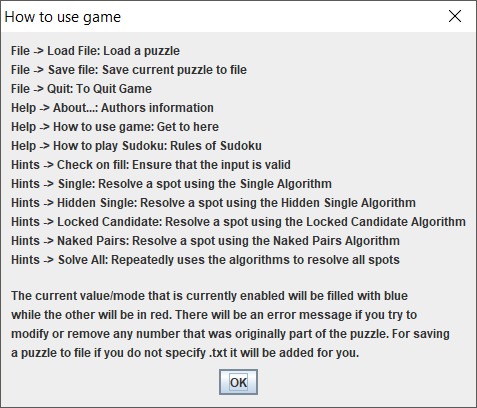 How to use game
File -> Load File: Load a puzzle
File -> Save file: Save current puzzle to file
File -> Quit: To Quit Game
Help -> About...: Authors information
Help -> How to use game: Get to here
Help -> How to play Sudoku: Rules of Sudoku
Hints -> Check on fill: Ensure that the input is valid
Hints -> Single: Resolve a spot using the Single Algorithm
Hints -> Hidden Single: Resolve a spot using the Hidden Single Algorithm
Hints -> Locked Candidate: Resolve a spot using the Locked Candidate Algorithm
Hints -> Naked Pairs: Resolve a spot using the Naked Pairs Algorithm
Hints -> Solve All: Repeatedly uses the algorithms to resolve all spots
The current value/mode that is currently enabled will be filled with blue
while the other will be in red. There will be an error message if you try to
modify or remove any number that was originally part of the puzzle. For saving
a puzzle to file if you do not specify .txt it will be added for you.
OK